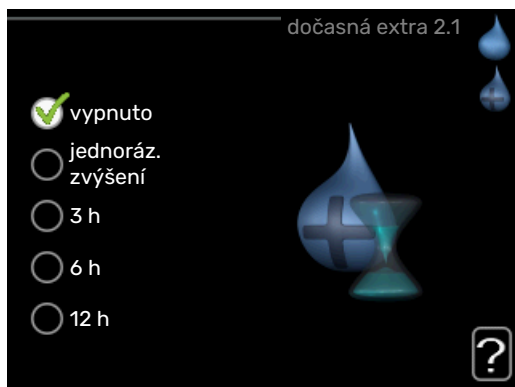 dočasná extra 2.1
vypnuto
jednoráz.
zvýšení
3 h
6 h
12 h
?